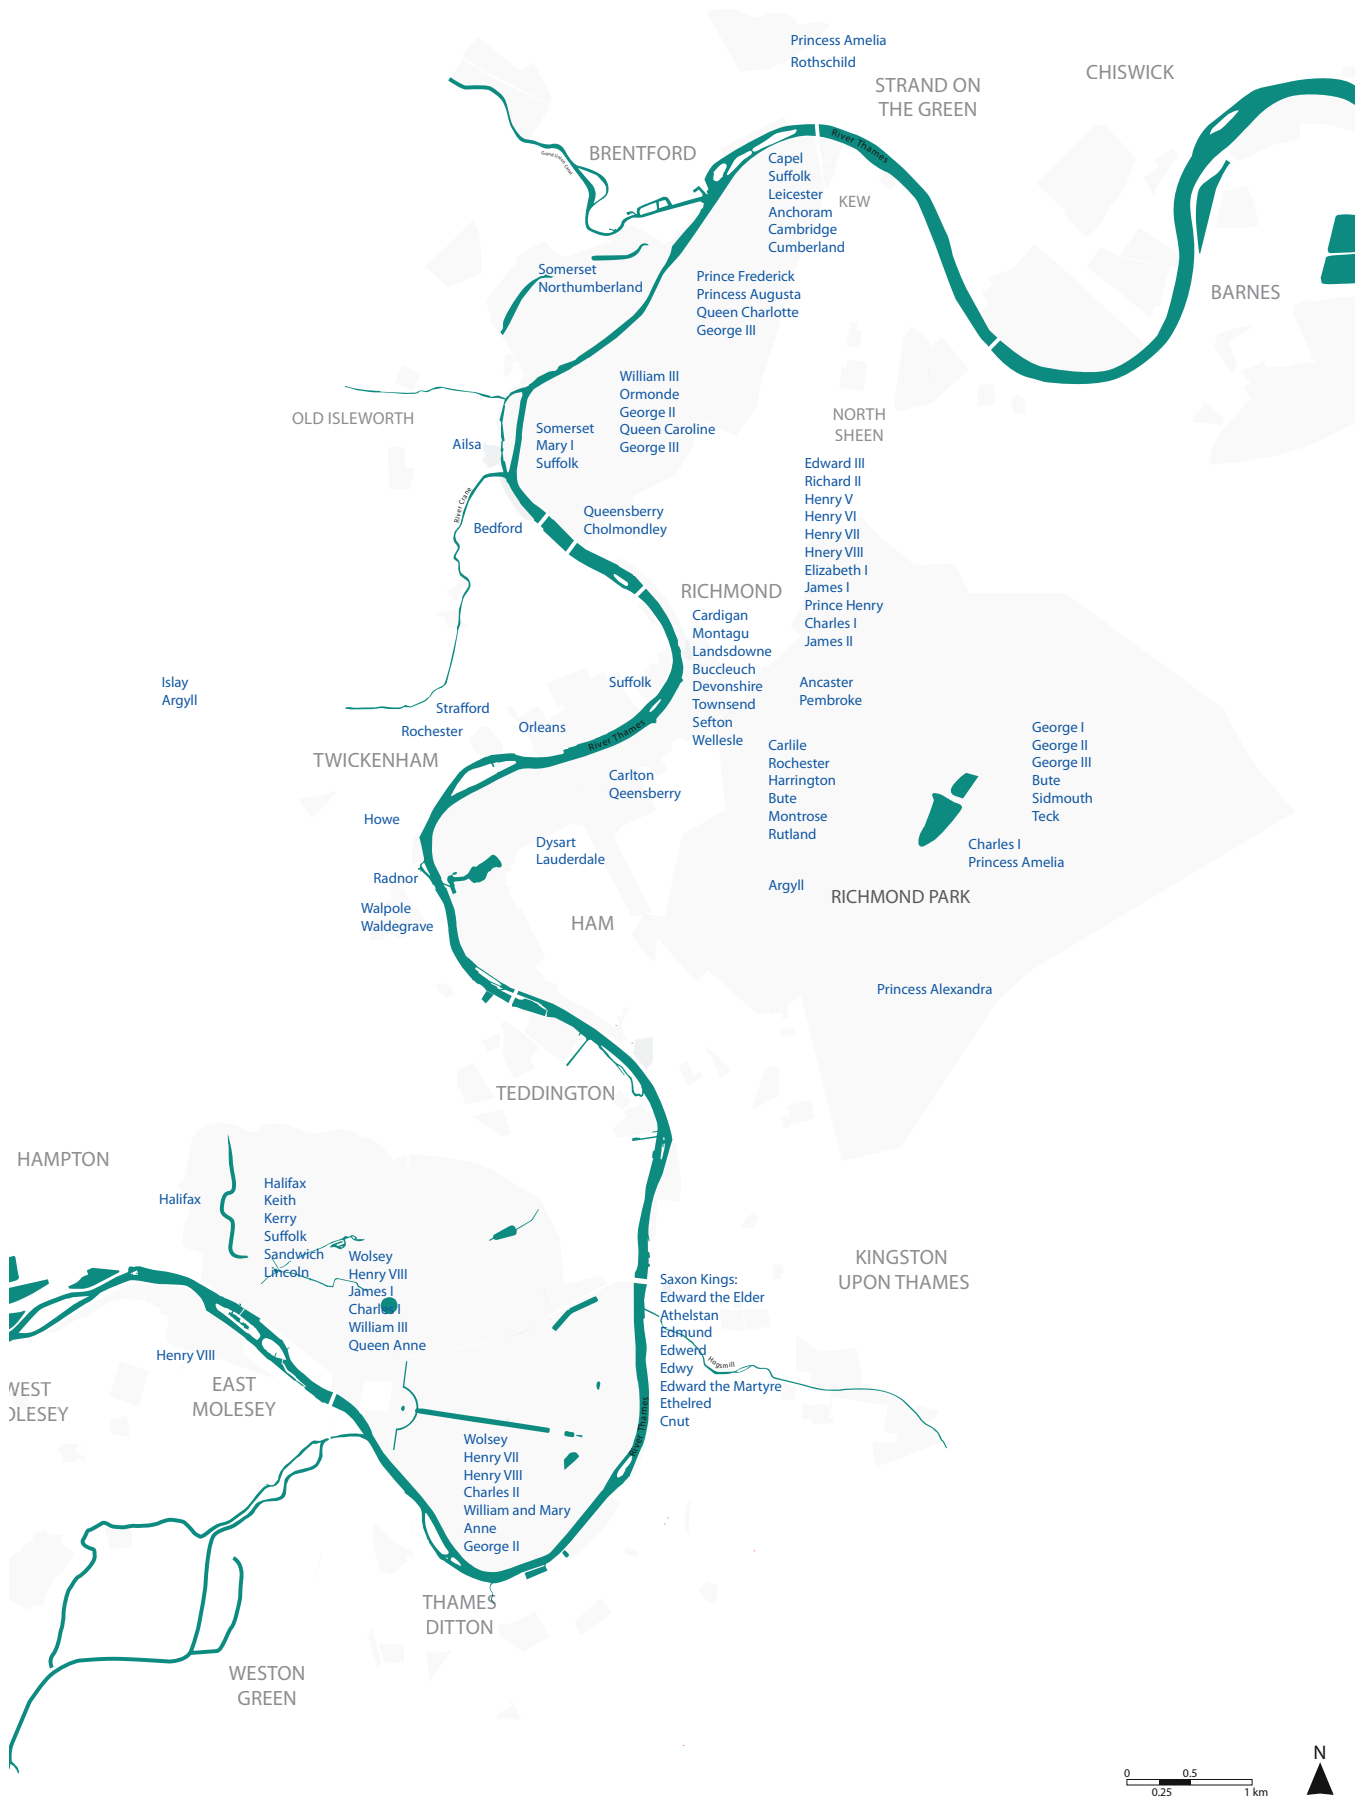 Princess Amelia
Rothschild
STRAND ON
THE GREEN
CHISWICK
BRENTFORD
River Thames
Capel
Suffolk
Leicester
Anchoram
Cambridge
Cumberland
KEW
Somerset
Northumberland
Prince Frederick
Princess Augusta
Queen Charlotte
George III
BARNES
William III
Ormonde
George II
Queen Caroline
George III
OLD ISLEWORTH
NORTH
SHEEN
Ailsa
Somerset
Mary I
Suffolk
River Crane
Bedford
Queensberry
Cholmondley
Edward III
Richard II
Henry V
Henry VI
Henry VII
Hnery VIII
Elizabeth I
James I
Prince Henry
Charles I
James II
RICHMOND
Cardigan
Montagu
Landsdowne
Buccleuch
Devonshire
Townsend
Sefton
Wellesle
Ancaster
Pembroke
Islay
Argyll
Suffolk
Strafford
Rochester
Orleans
River Thames
TWICKENHAM
Carlton
Qeensberry
Carlile
Rochester
Harrington
Bute
Montrose
Rutland
George I
George II
George III
Bute
Sidmouth
Teck
Howe
Dysart
Lauderdale
Charles I
Princess Amelia
Radnor
Argyll
RICHMOND PARK
Walpole
Waldegrave
HAM
Princess Alexandra
TEDDINGTON
HAMPTON
Halifax
Halifax
Keith
Kerry
Suffolk
Sandwich
Lincoln
Wolsey
Henry VIII
James I
Charles I
William III
Queen Anne
KINGSTON
UPON THAMES
Saxon Kings:
Edward the Elder
Athelstan
Edmund
Edwerd
Edwy
Edward the Martyre
Ethelred
Cnut
Hogsmill
Henry VIII
WEST
OLESEY
EAST
MOLESEY
River Thames
Wolsey
Henry VII
Henry VIII
Charles II
William and Mary
Anne
George II
THAMES
DITTON
WESTON
GREEN
N
0
0.5
0.25
1 km